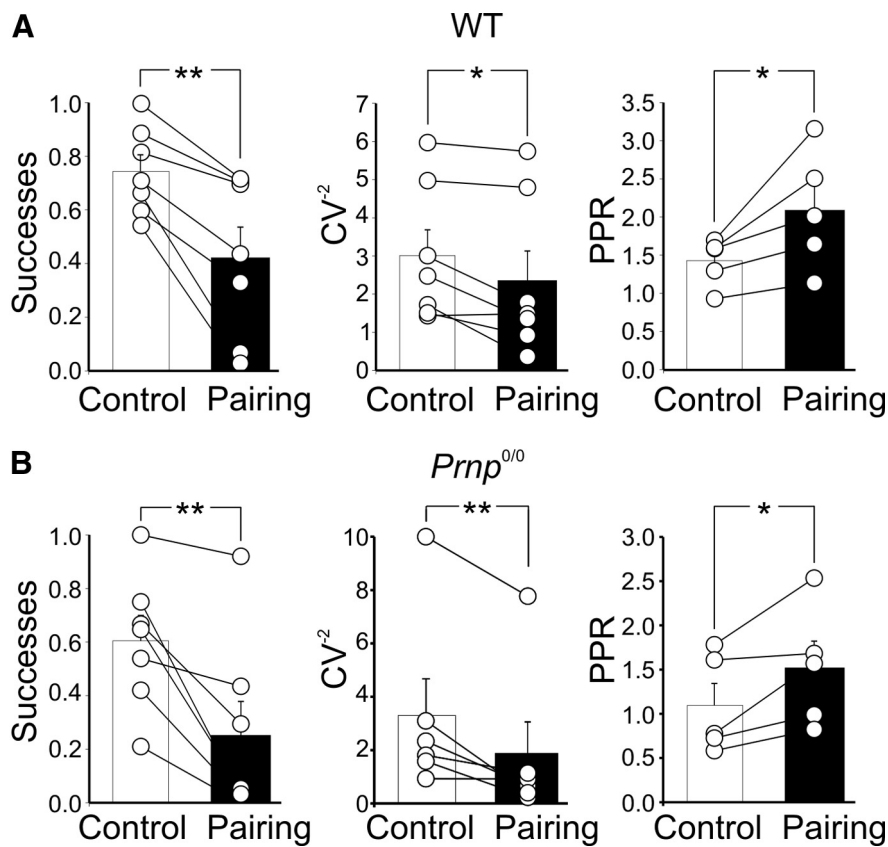 A
WT
** * *
Successes
1.0
0.8
0.6
0.4
0.2
0.0
Control Pairing
CV-2
7
6
5
4
3
2
1
0
Control Pairing
PPR
3.5
3.0
2.5
2.0
1.5
1.0
0.5
0.0
Control Pairing
B
Prnp0/0
** ** *
Successes
1.0
0.8
0.6
0.4
0.2
0.0
Control Pairing
CV-2
10
8
6
4
2
0
Control Pairing
PPR
3.0
2.5
2.0
1.5
1.0
0.5
0.0
Control Pairing